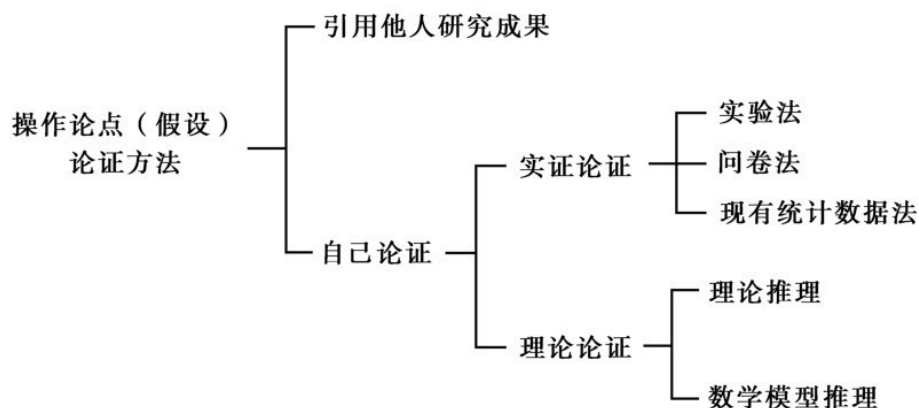 引用他人研究成果
操作论点（假设）
论证方法
自己论证
实证论证
实验法
问卷法
现有统计数据法
理论论证
理论推理
数学模型推理